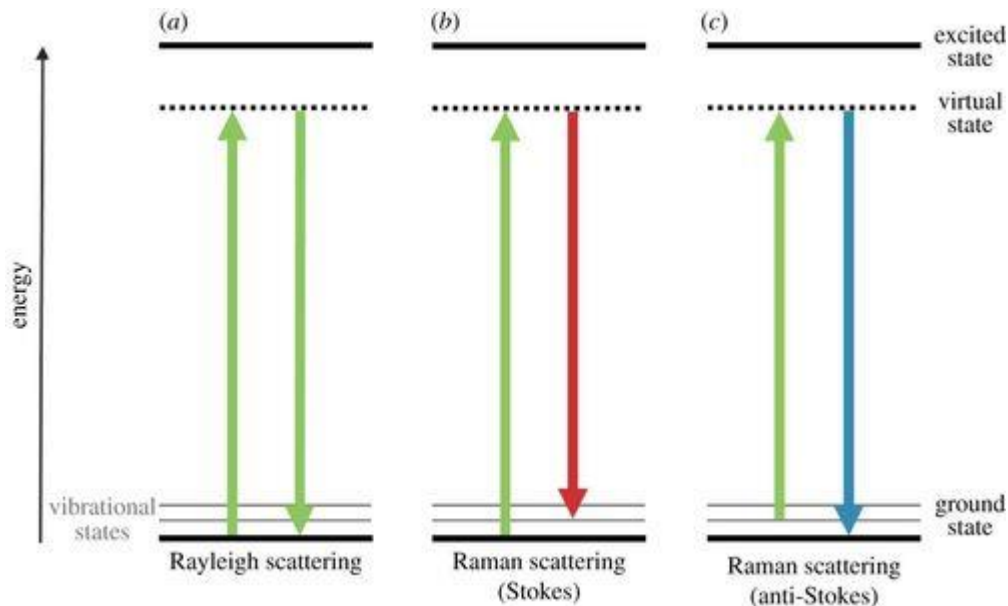 (a)
(b)
(c)
excited
state
virtual
state
energy
vibrational
states
ground
state
Rayleigh scattering
Raman scattering
(Stokes)
Raman scattering
(anti-Stokes)